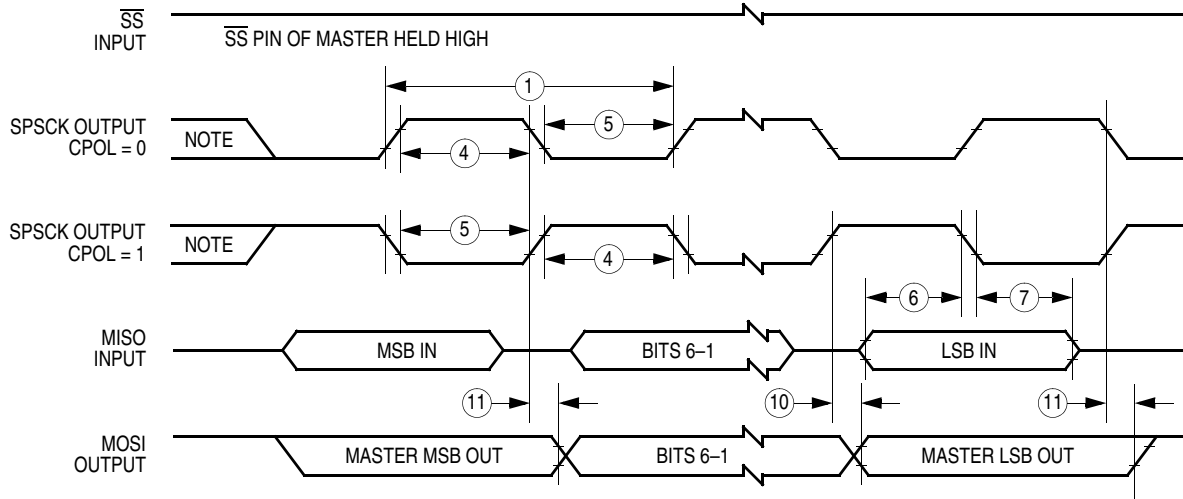 SS
INPUT
SS PIN OF MASTER HELD HIGH
1
SPSCK OUTPUT
CPOL = 0
NOTE
4
5
SPSCK OUTPUT
CPOL = 1
NOTE
5
4
6
7
MISO
INPUT
MSB IN
BITS 6–1
LSB IN
11
10
11
MOSI
OUTPUT
MASTER MSB OUT
BITS 6–1
MASTER LSB OUT